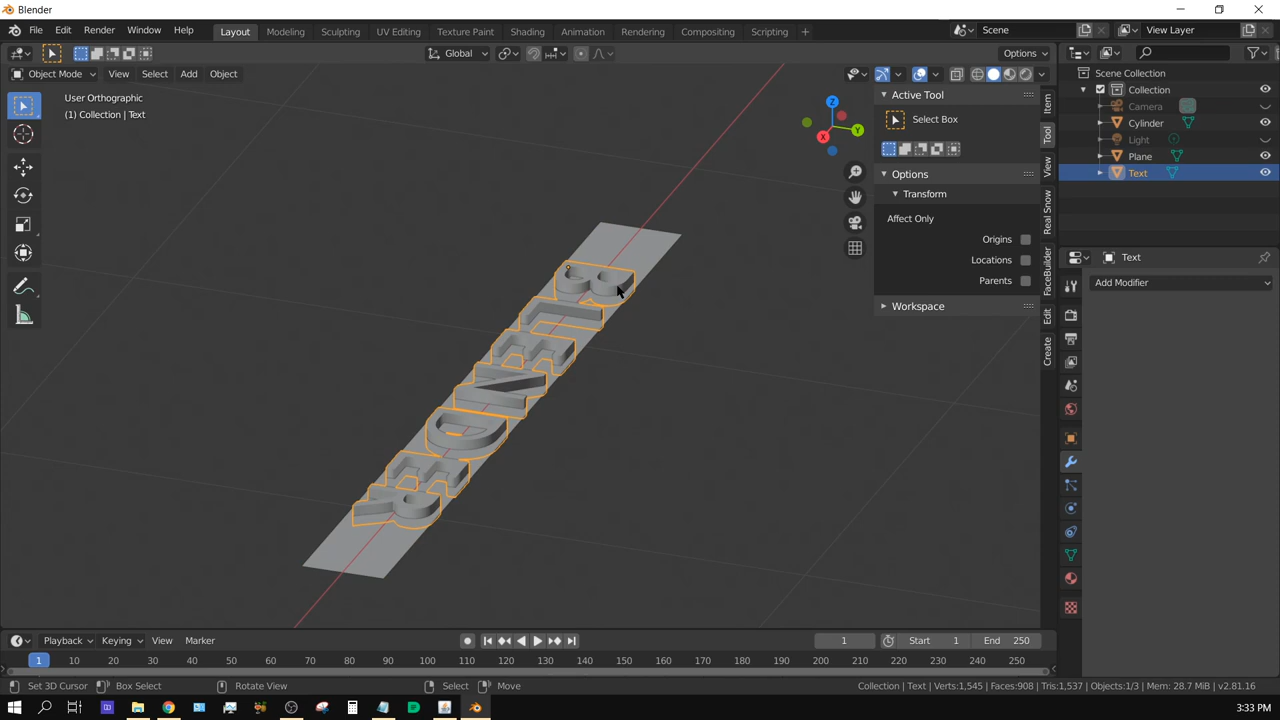 Blender
File Edit Render Window Help
Layout Modeling Sculpting UV Editing Texture Paint Shading Animation Rendering Compositing Scripting +
Scene
View Layer
Global
Options
Object Mode View Select Add Object
User Orthographic
(1) Collection | Text
Z
Y
X
BLENDER
Active Tool
Select Box
Options
Transform
Affect Only
Origins
Locations
Parents
Workspace
Item
Tool
View
Real Snow
FaceBuilder
Edit
Create
Scene Collection
Collection
Camera
Cylinder
Light
Plane
Text
Text
Add Modifier
Playback Keying View Marker
1 Start 1 End 250
1 10 20 30 40 50 60 70 80 90 100 110 120 130 140 150 160 170 180 190 200 210 220 230 240 250
Set 3D Cursor Box Select Rotate View Select Move
Collection | Text | Verts:1,545 | Faces:908 | Tris:1,537 | Objects:1/3 | Mem: 28.7 MiB | v2.81.16
3:33 PM